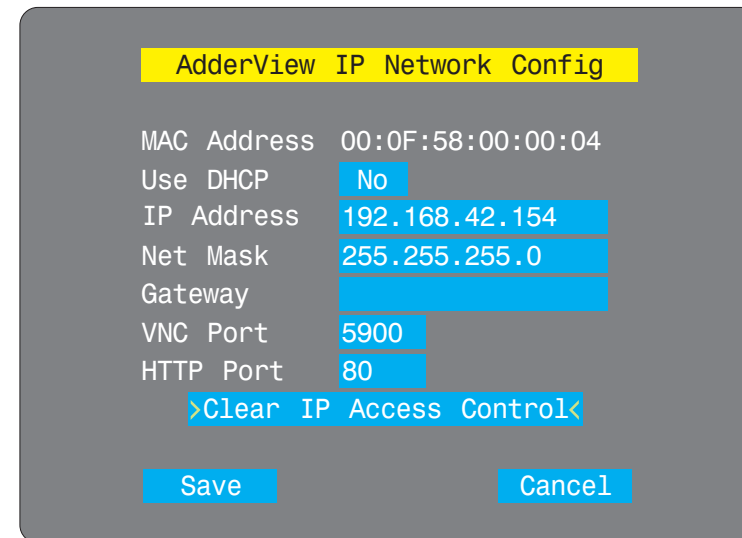 AdderView IP Network Config
MAC Address 00:0F:58:00:00:04
Use DHCP No
IP Address 192.168.42.154
Net Mask 255.255.255.0
Gateway
VNC Port 5900
HTTP Port 80
>Clear IP Access Control<
Save Cancel